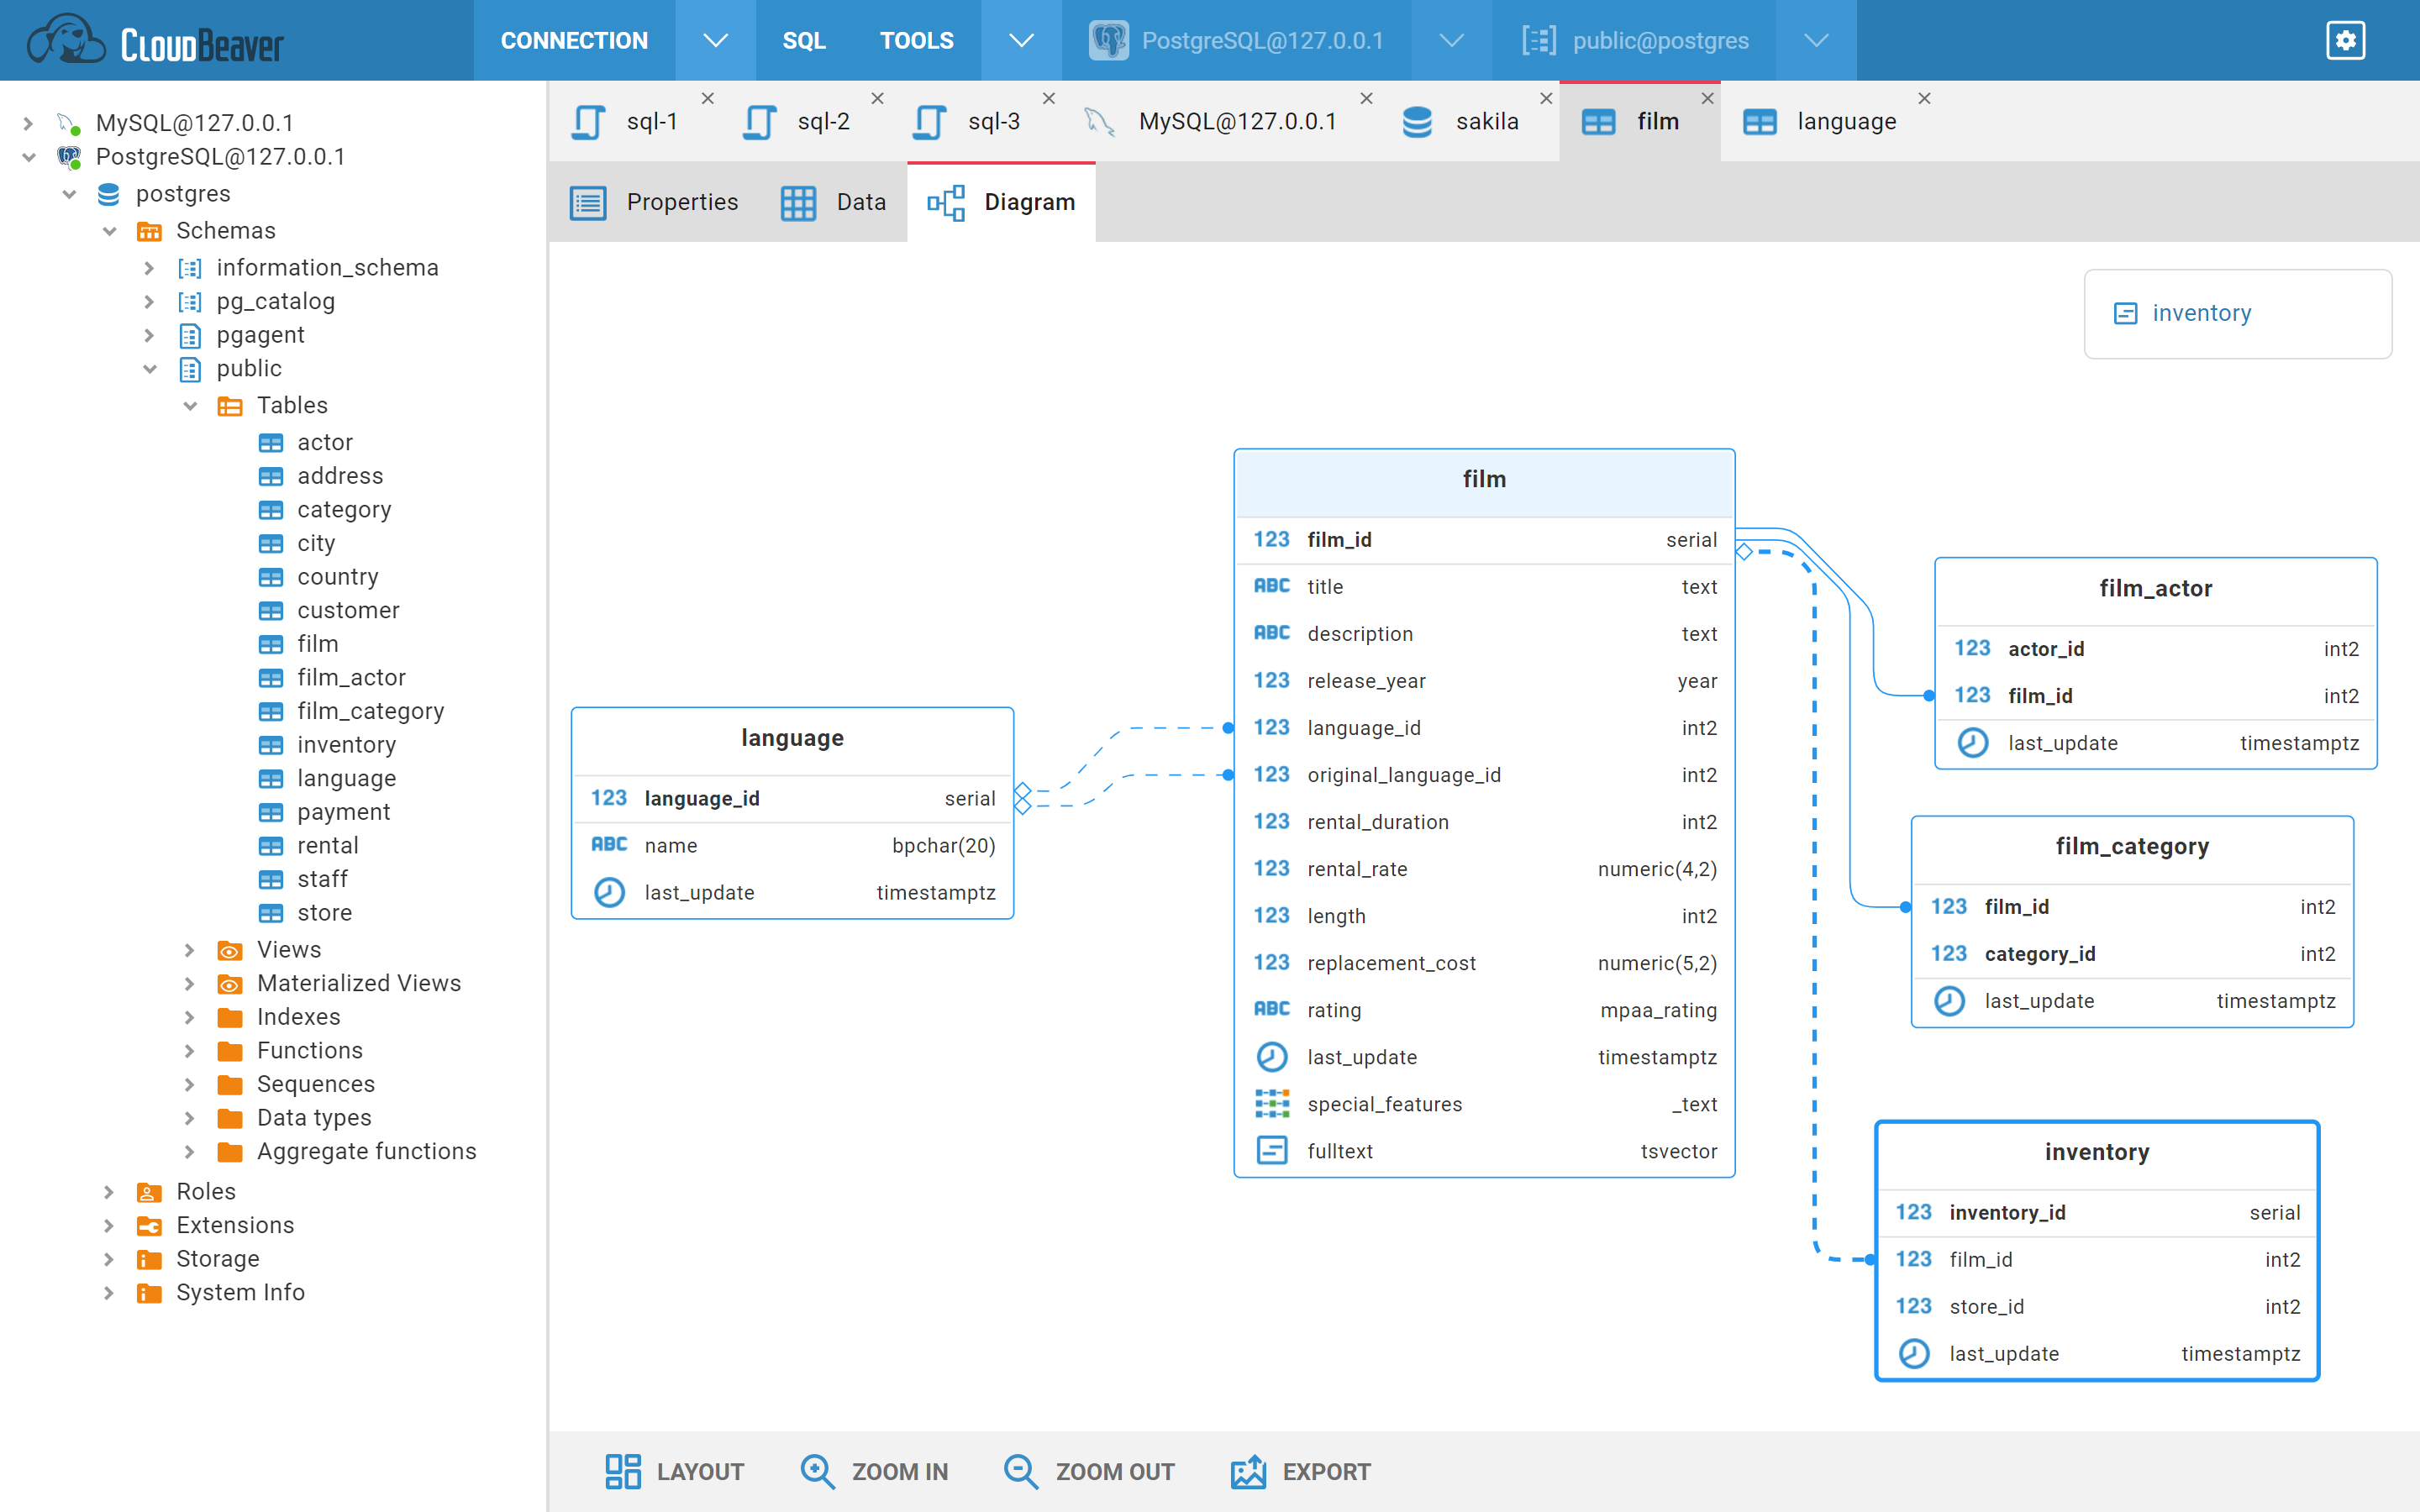 CloudBeaver
CONNECTION
SQL
TOOLS
PostgreSQL@127.0.0.1
public@postgres
MySQL@127.0.0.1
PostgreSQL@127.0.0.1
postgres
Schemas
information_schema
pg_catalog
pgagent
public
Tables
actor
address
category
city
country
customer
film
film_actor
film_category
inventory
language
payment
rental
staff
store
Views
Materialized Views
Indexes
Functions
Sequences
Data types
Aggregate functions
Roles
Extensions
Storage
System Info
sql-1
sql-2
sql-3
MySQL@127.0.0.1
sakila
film
language
Properties
Data
Diagram
inventory
language
123 language_id serial
ABC name bpchar(20)
last_update timestamptz
film
123 film_id serial
ABC title text
ABC description text
123 release_year year
123 language_id int2
123 original_language_id int2
123 rental_duration int2
123 rental_rate numeric(4,2)
123 length int2
123 replacement_cost numeric(5,2)
ABC rating mpaa_rating
last_update timestamptz
special_features _text
fulltext tsvector
film_actor
123 actor_id int2
123 film_id int2
last_update timestamptz
film_category
123 film_id int2
123 category_id int2
last_update timestamptz
inventory
123 inventory_id serial
123 film_id int2
123 store_id int2
last_update timestamptz
LAYOUT
ZOOM IN
ZOOM OUT
EXPORT